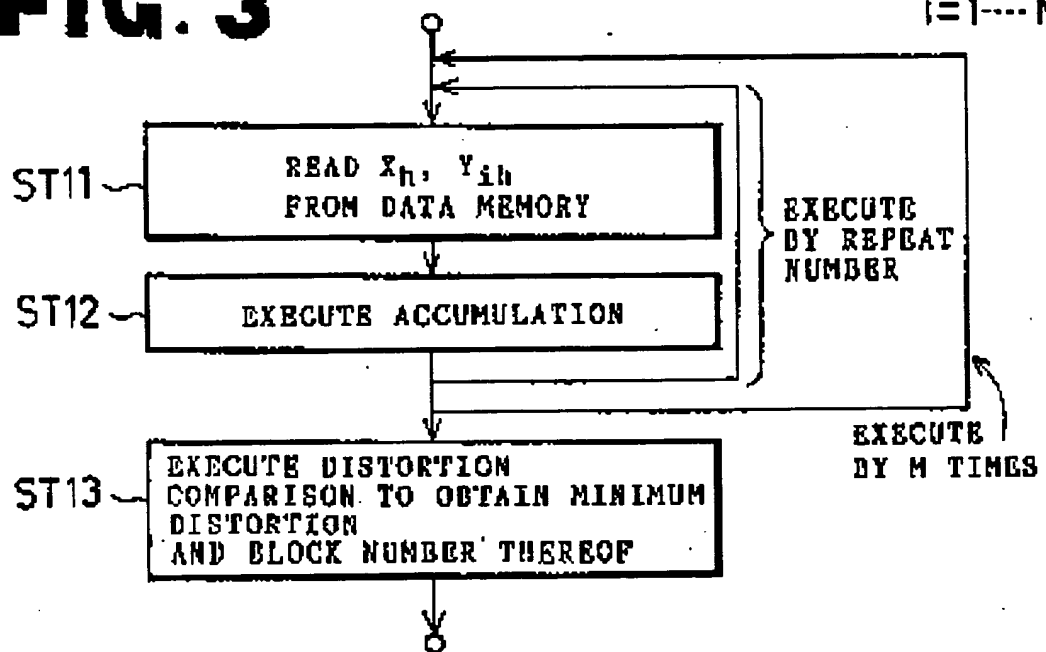 FIG. 3
ST11
READ Xh, Yih
FROM DATA MEMORY
EXECUTE
BY REPEAT
NUMBER
ST12
EXECUTE ACCUMULATION
EXECUTE
BY M TIMES
ST13
EXECUTE DISTORTION
COMPARISON TO OBTAIN MINIMUM
DISTORTION
AND BLOCK NUMBER THEREOF